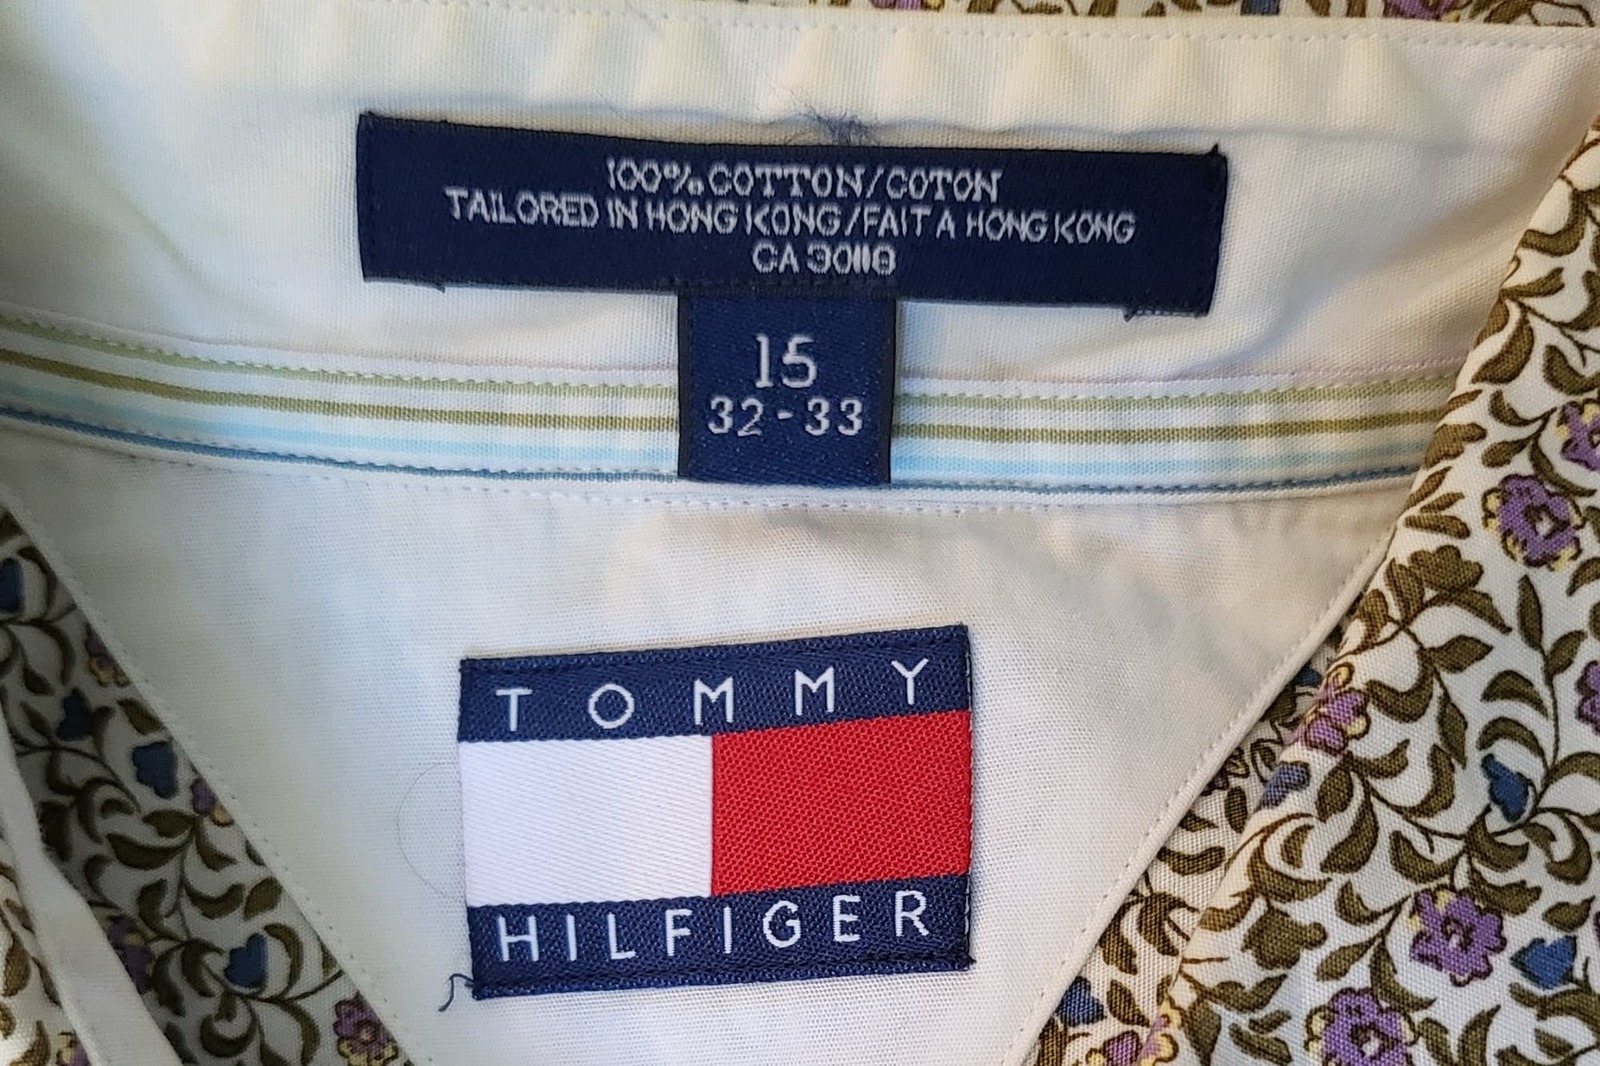 100% COTTON/COTON
TAILORED IN HONG KONG/FAIT A HONG KONG
CA 30118
15
32-33
TOMMY
HILFIGER